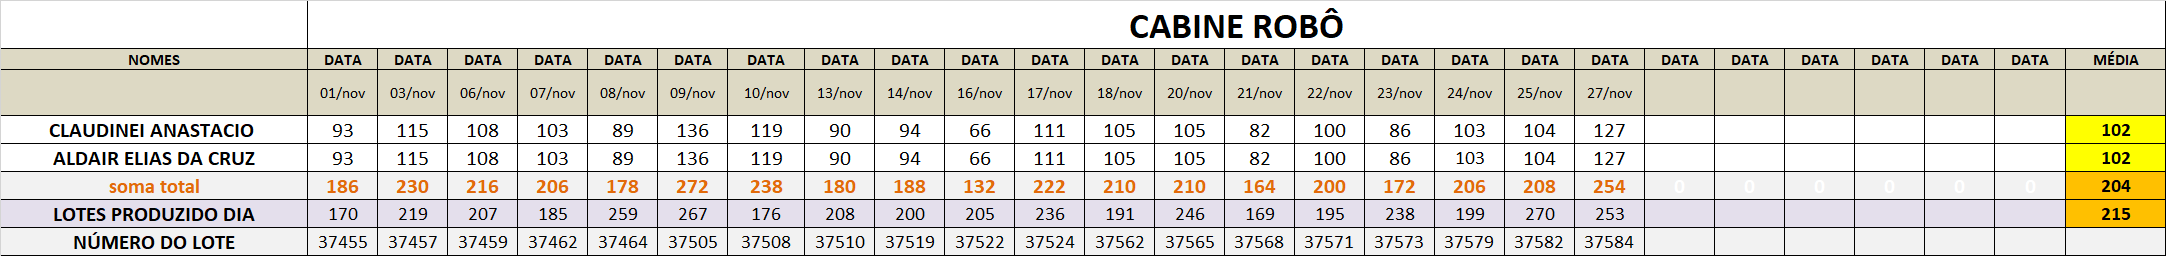 CABINE ROBÔ
NOMES DATA DATA DATA DATA DATA DATA DATA DATA DATA DATA DATA DATA DATA DATA DATA DATA DATA DATA DATA DATA DATA DATA DATA DATA DATA MÉDIA
01/nov 03/nov 06/nov 07/nov 08/nov 09/nov 10/nov 13/nov 14/nov 16/nov 17/nov 18/nov 20/nov 21/nov 22/nov 23/nov 24/nov 25/nov 27/nov
CLAUDINEI ANASTACIO 93 115 108 103 89 136 119 90 94 66 111 105 105 82 100 86 103 104 127 102
ALDAIR ELIAS DA CRUZ 93 115 108 103 89 136 119 90 94 66 111 105 105 82 100 86 103 104 127 102
soma total 186 230 216 206 178 272 238 180 188 132 222 210 210 164 200 172 206 208 254 0 0 0 0 0 0 204
LOTES PRODUZIDO DIA 170 219 207 185 259 267 176 208 200 205 236 191 246 169 195 238 199 270 253 215
NÚMERO DO LOTE 37455 37457 37459 37462 37464 37505 37508 37510 37519 37522 37524 37562 37565 37568 37571 37573 37579 37582 37584